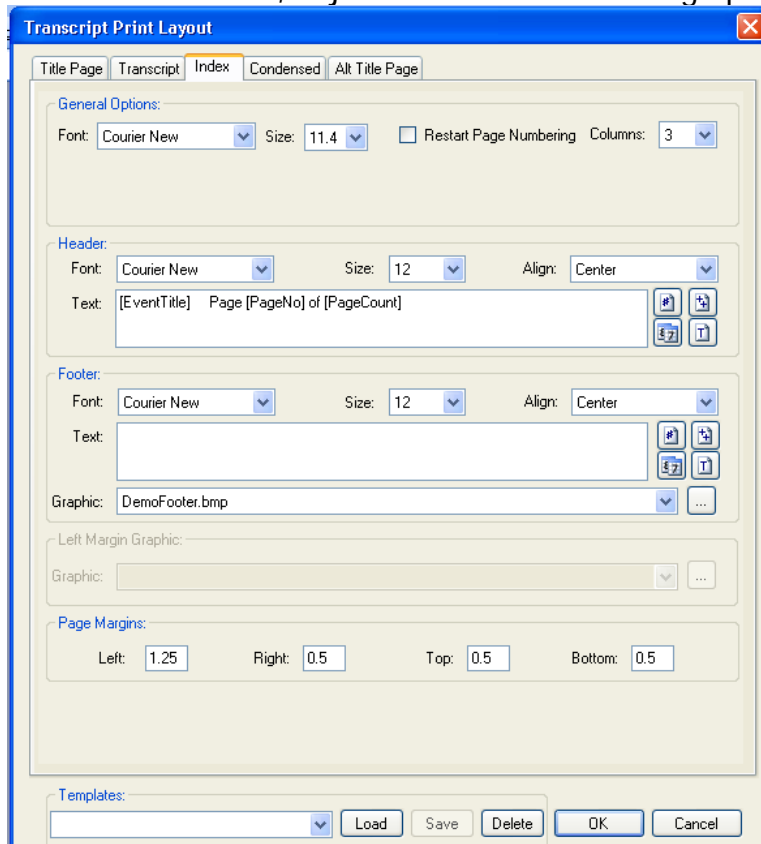 Transcript Print Layout
Title Page Transcript Index Condensed Alt Title Page
General Options:
Font: Courier New Size: 11.4 Restart Page Numbering Columns: 3
Header:
Font: Courier New Size: 12 Align: Center
Text: [EventTitle] Page [PageNo] of [PageCount]
Footer:
Font: Courier New Size: 12 Align: Center
Text:
Graphic: DemoFooter.bmp ...
Left Margin Graphic:
Graphic: ...
Page Margins:
Left: 1.25 Right: 0.5 Top: 0.5 Bottom: 0.5
Templates:
Load Save Delete OK Cancel